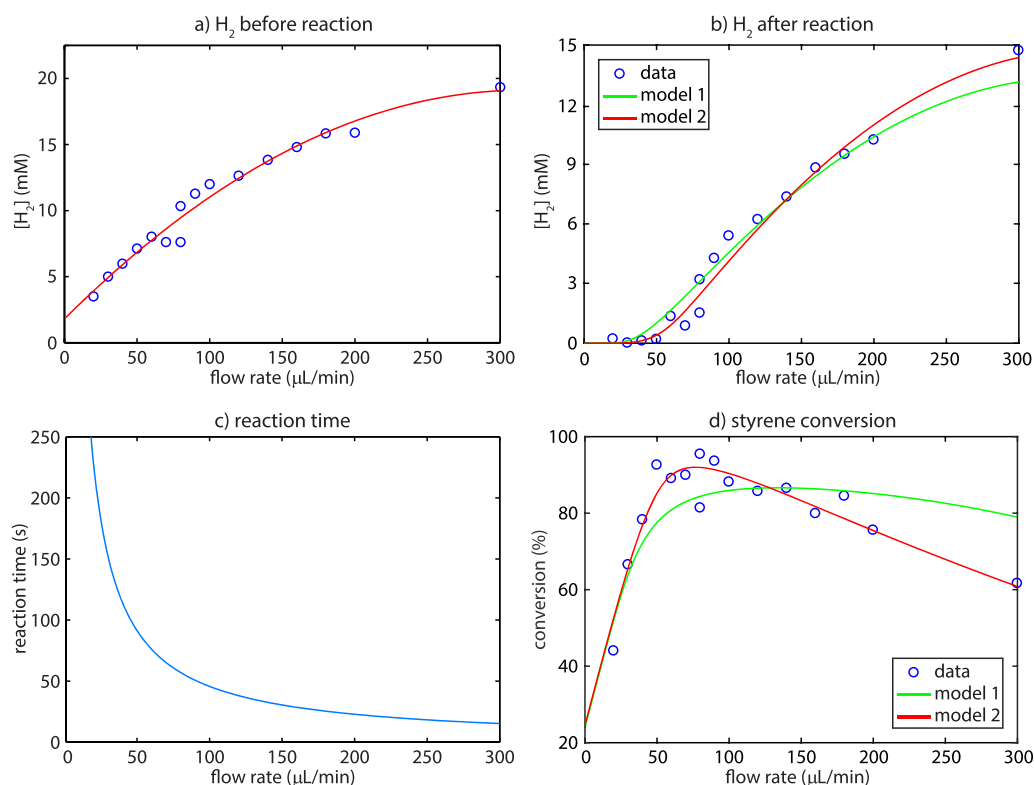 a) H₂ before reaction
20
15
10
5
0
[H₂] (mM)
0 50 100 150 200 250 300
flow rate (μL/min)
b) H₂ after reaction
15
12
9
6
3
0
[H₂] (mM)
data
model 1
model 2
50 100 150 200 250 300
flow rate (μL/min)
c) reaction time
250
200
150
100
50
0
reaction time (s)
0 50 100 150 200 250 300
flow rate (μL/min)
d) styrene conversion
100
80
60
40
20
conversion (%)
data
model 1
model 2
0 50 100 150 200 250 300
flow rate (μL/min)